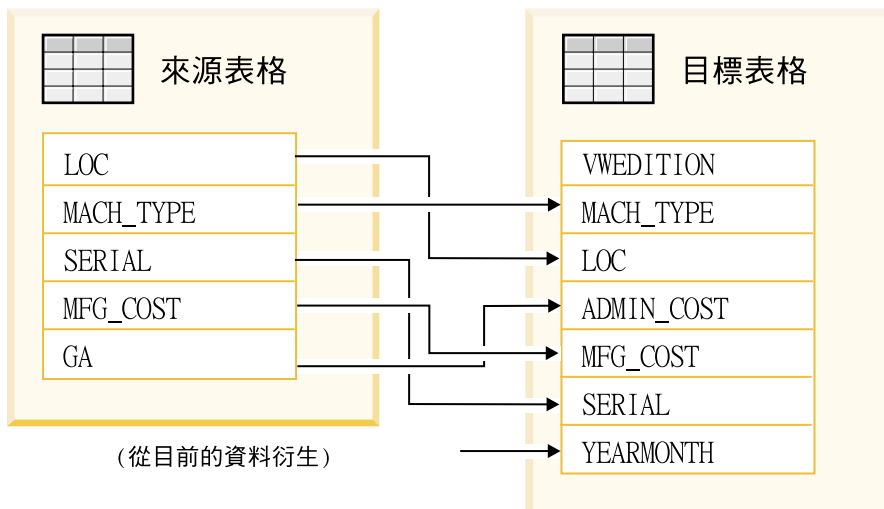 來源表格
LOC
MACH_TYPE
SERIAL
MFG_COST
GA
(從目前的資料衍生)
目標表格
VWEDITION
MACH_TYPE
LOC
ADMIN_COST
MFG_COST
SERIAL
YEARMONTH